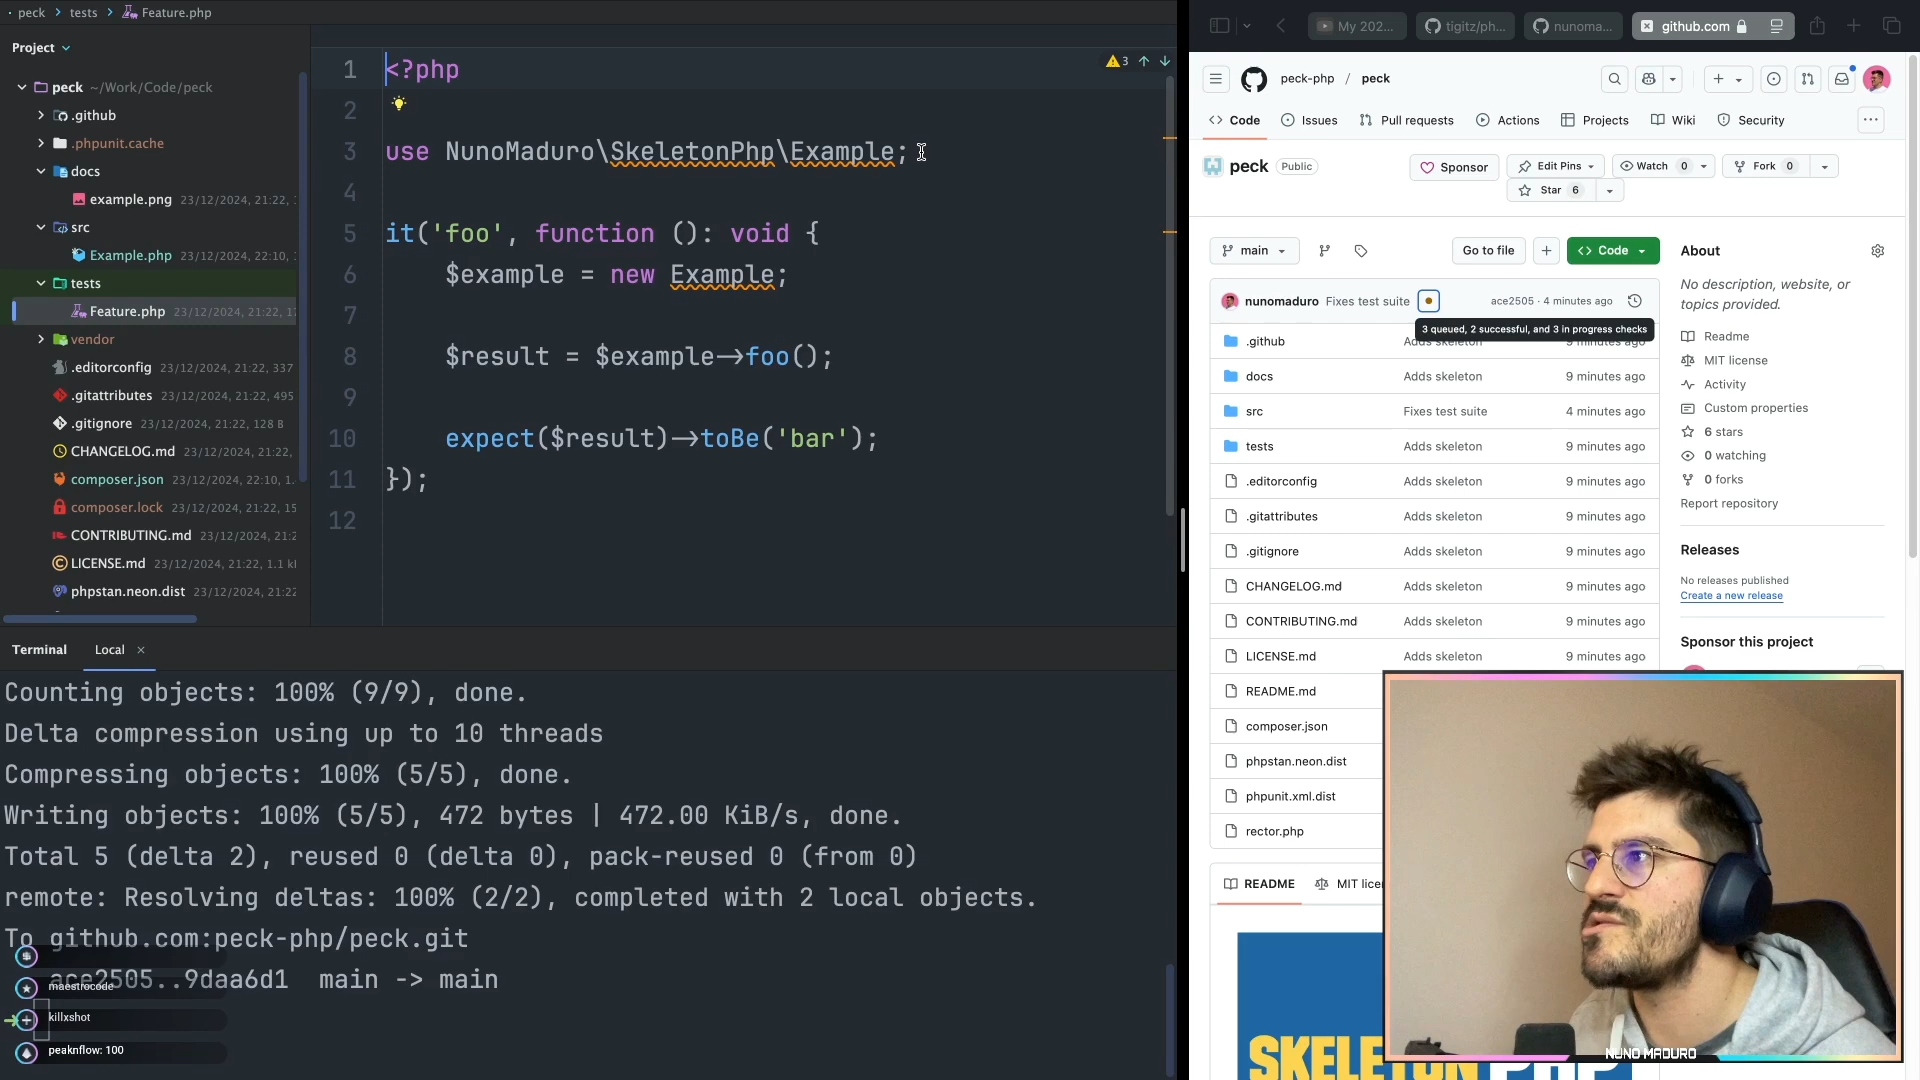 peck > tests > Feature.php
Project
peck ~/Work/Code/peck
.github
.phpunit.cache
docs
example.png 23/12/2024, 21:22,
src
Example.php 23/12/2024, 22:10,
tests
Feature.php 23/12/2024, 21:22, 17
vendor
.editorconfig 23/12/2024, 21:22, 337
.gitattributes 23/12/2024, 21:22, 495
.gitignore 23/12/2024, 21:22, 128 B
CHANGELOG.md 23/12/2024, 21:22,
composer.json 23/12/2024, 22:10, 1.
composer.lock 23/12/2024, 21:22, 15
CONTRIBUTING.md 23/12/2024, 21:2
LICENSE.md 23/12/2024, 21:22, 1.1 k
phpstan.neon.dist 23/12/2024, 21:22
3
1 <?php
2
3 use NunoMaduro\SkeletonPhp\Example;
4
5 it('foo', function (): void {
6 $example = new Example;
7
8 $result = $example->foo();
9
10 expect($result)->toBe('bar');
11 });
12
Terminal Local ×
Counting objects: 100% (9/9), done.
Delta compression using up to 10 threads
Compressing objects: 100% (5/5), done.
Writing objects: 100% (5/5), 472 bytes | 472.00 KiB/s, done.
Total 5 (delta 2), reused 0 (delta 0), pack-reused 0 (from 0)
remote: Resolving deltas: 100% (2/2), completed with 2 local objects.
To github.com:peck-php/peck.git
ace2505..9daa6d1 main -> main
maestrocode
killxshot
peaknflow: 100
My 202... tigitz/ph... nunoma... github.com
peck-php / peck
Code Issues Pull requests Actions Projects Wiki Security
peck Public Sponsor Edit Pins Watch 0 Fork 0
Star 6
main Go to file + Code
nunomaduro Fixes test suite ace2505 · 4 minutes ago
3 queued, 2 successful, and 3 in progress checks
.github Adds skeleton 9 minutes ago
docs Adds skeleton 9 minutes ago
src Fixes test suite 4 minutes ago
tests Adds skeleton 9 minutes ago
.editorconfig Adds skeleton 9 minutes ago
.gitattributes Adds skeleton 9 minutes ago
.gitignore Adds skeleton 9 minutes ago
CHANGELOG.md Adds skeleton 9 minutes ago
CONTRIBUTING.md Adds skeleton 9 minutes ago
LICENSE.md Adds skeleton 9 minutes ago
README.md
composer.json
phpstan.neon.dist
phpunit.xml.dist
rector.php
README MIT licen
SKELE PHP
About
No description, website, or
topics provided.
Readme
MIT license
Activity
Custom properties
6 stars
0 watching
0 forks
Report repository
Releases
No releases published
Create a new release
Sponsor this project
NUNO MADURO